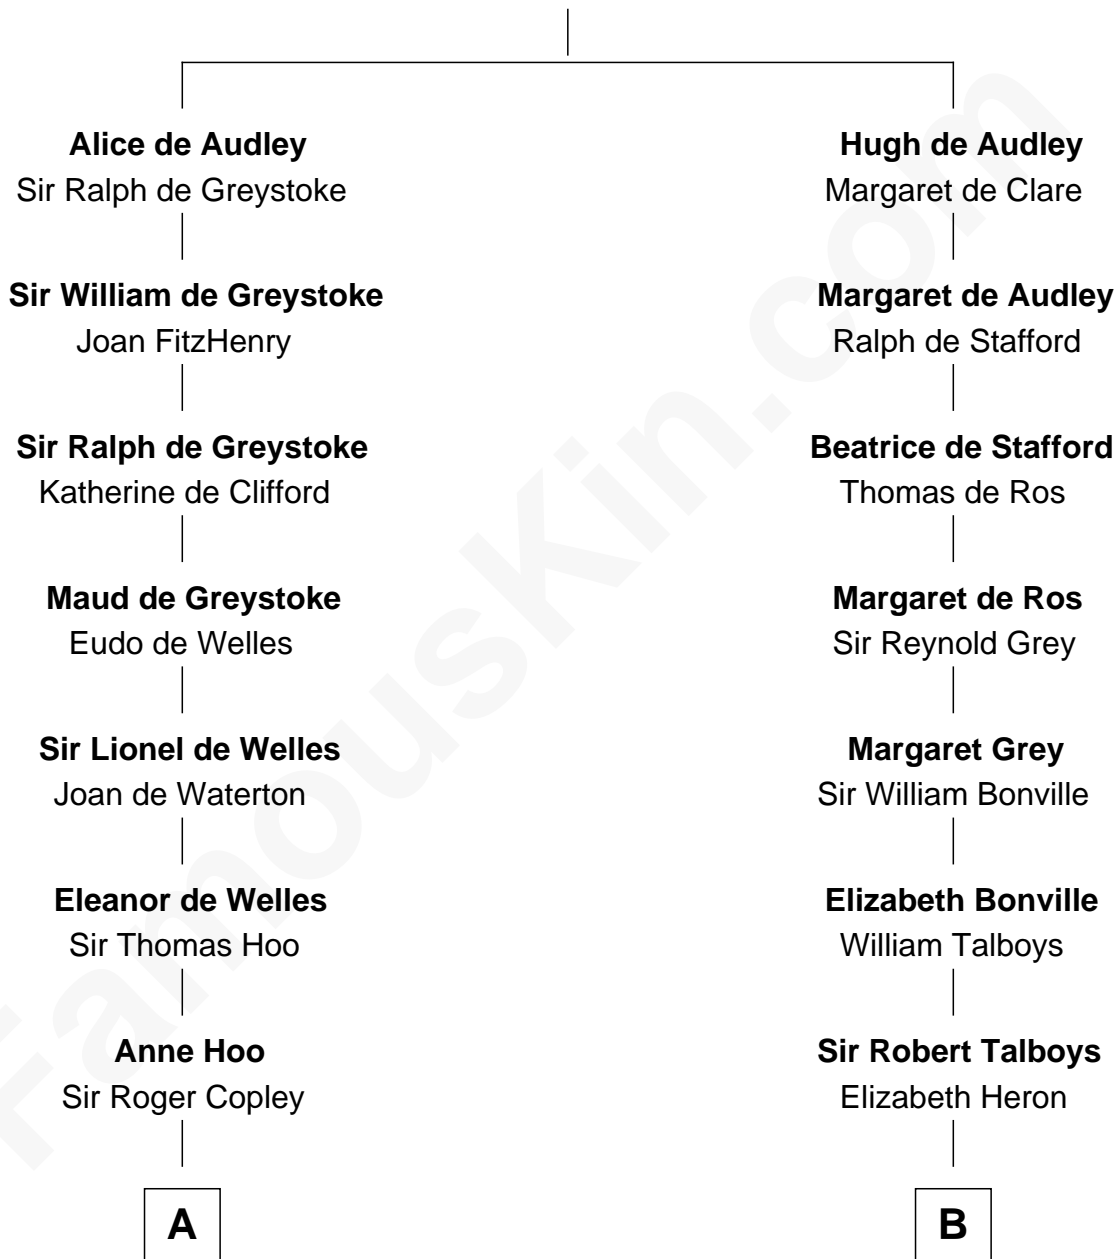 Alice de Audley
Sir Ralph de Greystoke
Sir William de Greystoke
Joan FitzHenry
Sir Ralph de Greystoke
Katherine de Clifford
Maud de Greystoke
Eudo de Welles
Sir Lionel de Welles
Joan de Waterton
Eleanor de Welles
Sir Thomas Hoo
Anne Hoo
Sir Roger Copley
A
Hugh de Audley
Margaret de Clare
Margaret de Audley
Ralph de Stafford
Beatrice de Stafford
Thomas de Ros
Margaret de Ros
Sir Reynold Grey
Margaret Grey
Sir William Bonville
Elizabeth Bonville
William Talboys
Sir Robert Talboys
Elizabeth Heron
B
FamousKin.com